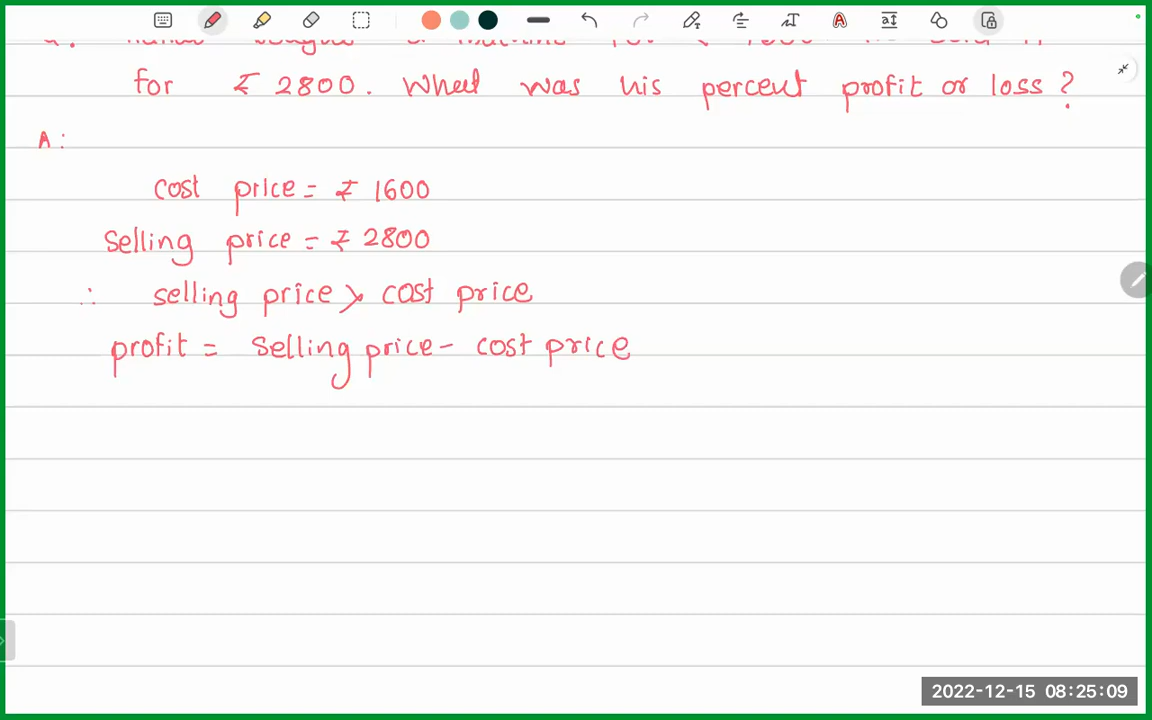 for ₹ 2800. What was his percent profit or loss ?
A:
cost price = ₹ 1600
Selling price = ₹ 2800
∴ selling price > cost price
profit = Selling price - cost price
2022-12-15 08:25:09